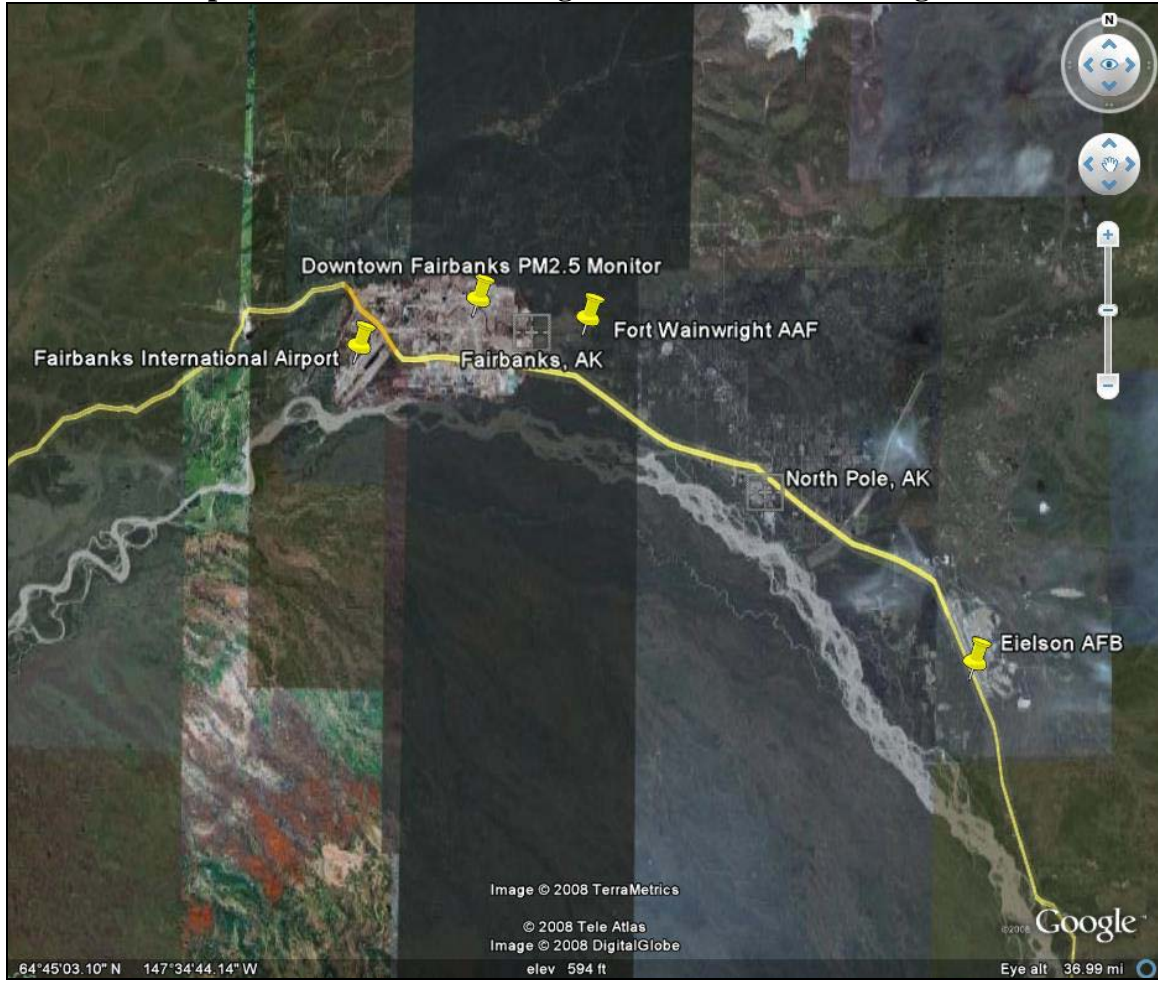 N
Downtown Fairbanks PM2.5 Monitor
Fort Wainwright AAF
Fairbanks International Airport
Fairbanks, AK
North Pole, AK
Eielson AFB
Image © 2008 TerraMetrics
© 2008 Tele Atlas
Image © 2008 DigitalGlobe
©2008 Google™
64°45'03.10" N 147°34'44.14" W elev 594 ft Eye alt 36.99 mi